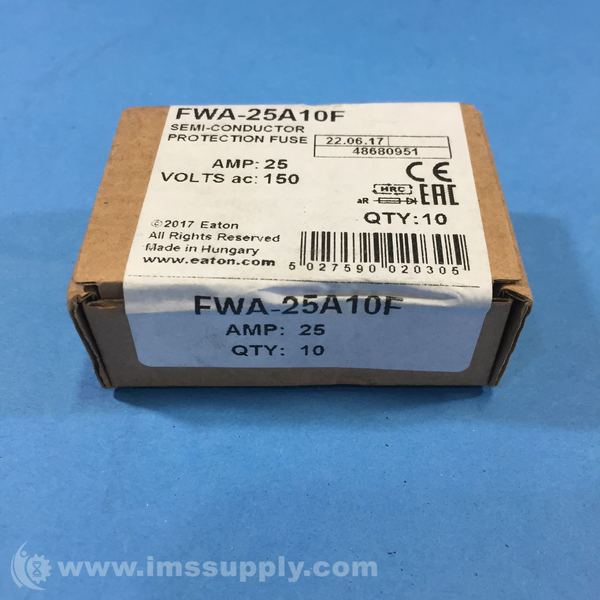 FWA-25A10F
SEMI-CONDUCTOR
PROTECTION FUSE
22.06.17
48680951
AMP: 25
VOLTS ac: 150
CE
HRC
aR
EAC
QTY: 10
©2017 Eaton
All Rights Reserved
Made in Hungary
www.eaton.com
5 027590 020305
FWA-25A10F
AMP: 25
QTY: 10
www.imssupply.com